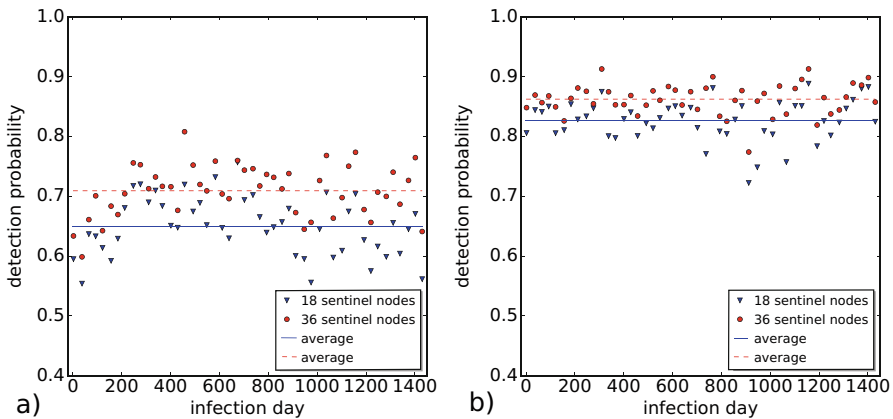 1.0
0.9
0.8
0.7
0.6
0.5
0.4
detection probability
0 200 400 600 800 1000 1200 1400
infection day
18 sentinel nodes
36 sentinel nodes
average
average
a)
1.0
0.9
0.8
0.7
0.6
0.5
0.4
detection probability
0 200 400 600 800 1000 1200 1400
infection day
18 sentinel nodes
36 sentinel nodes
average
average
b)